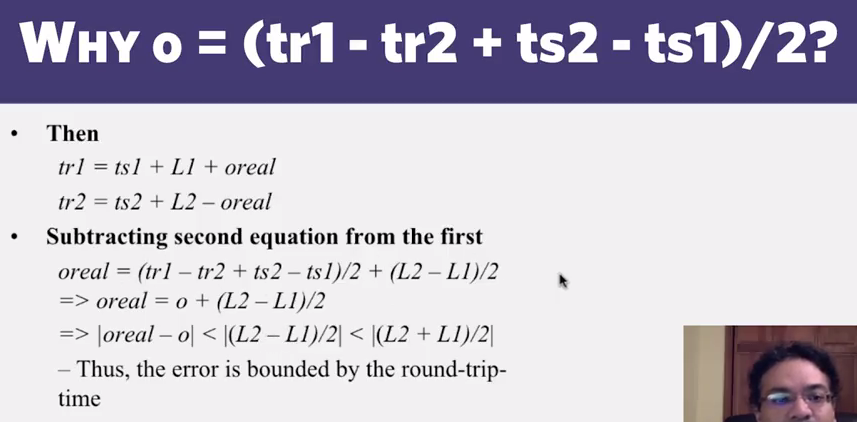 WHY o = (tr1 - tr2 + ts2 - ts1)/2?
• Then
tr1 = ts1 + L1 + oreal
tr2 = ts2 + L2 – oreal
• Subtracting second equation from the first
oreal = (tr1 – tr2 + ts2 – ts1)/2 + (L2 – L1)/2
=> oreal = o + (L2 – L1)/2
=> |oreal – o| < |(L2 – L1)/2| < |(L2 + L1)/2|
– Thus, the error is bounded by the round-trip-
time